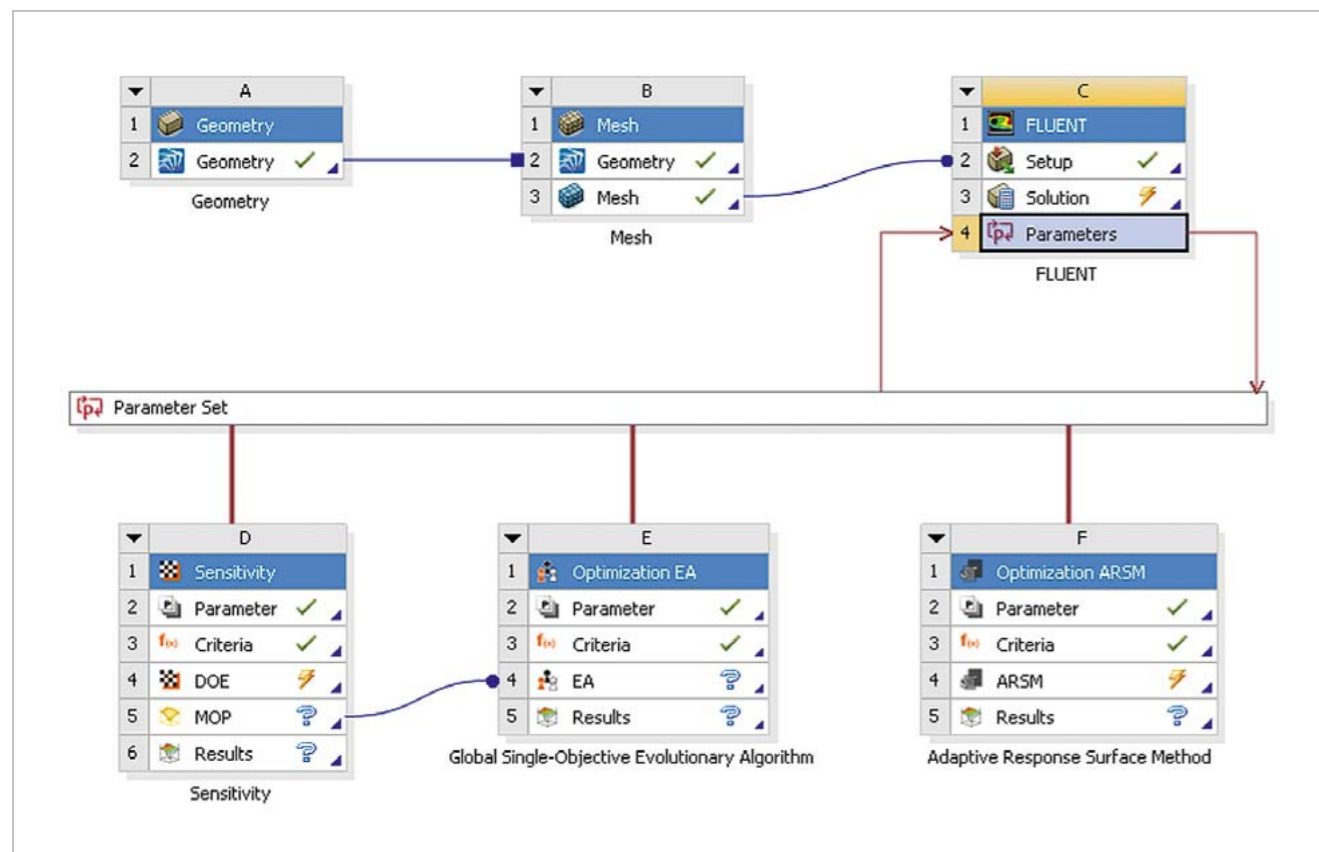 A
1 Geometry
2 Geometry
Geometry
B
1 Mesh
2 Geometry
3 Mesh
Mesh
C
1 FLUENT
2 Setup
3 Solution
4 Parameters
FLUENT
Parameter Set
D
1 Sensitivity
2 Parameter
3 Criteria
4 DOE
5 MOP
6 Results
Sensitivity
E
1 Optimization EA
2 Parameter
3 Criteria
4 EA
5 Results
Global Single-Objective Evolutionary Algorithm
F
1 Optimization ARSM
2 Parameter
3 Criteria
4 ARSM
5 Results
Adaptive Response Surface Method